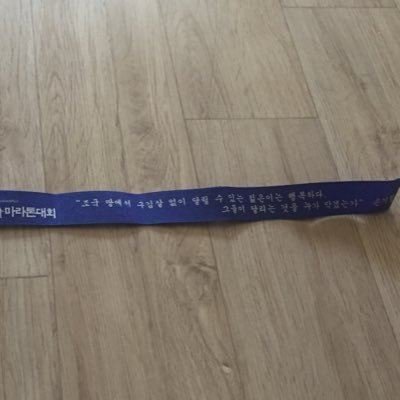 마라톤대회
"조국 땅에서 구김살 없이 달릴 수 있는 젊은이는 행복하다.
그들이 달리는 것을 누가 막겠는가"